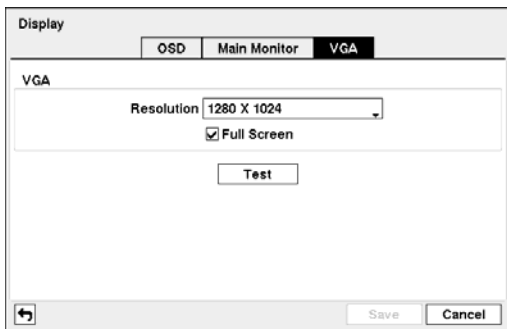 Display
OSD Main Monitor VGA
VGA
Resolution 1280 X 1024
Full Screen
Test
Save Cancel